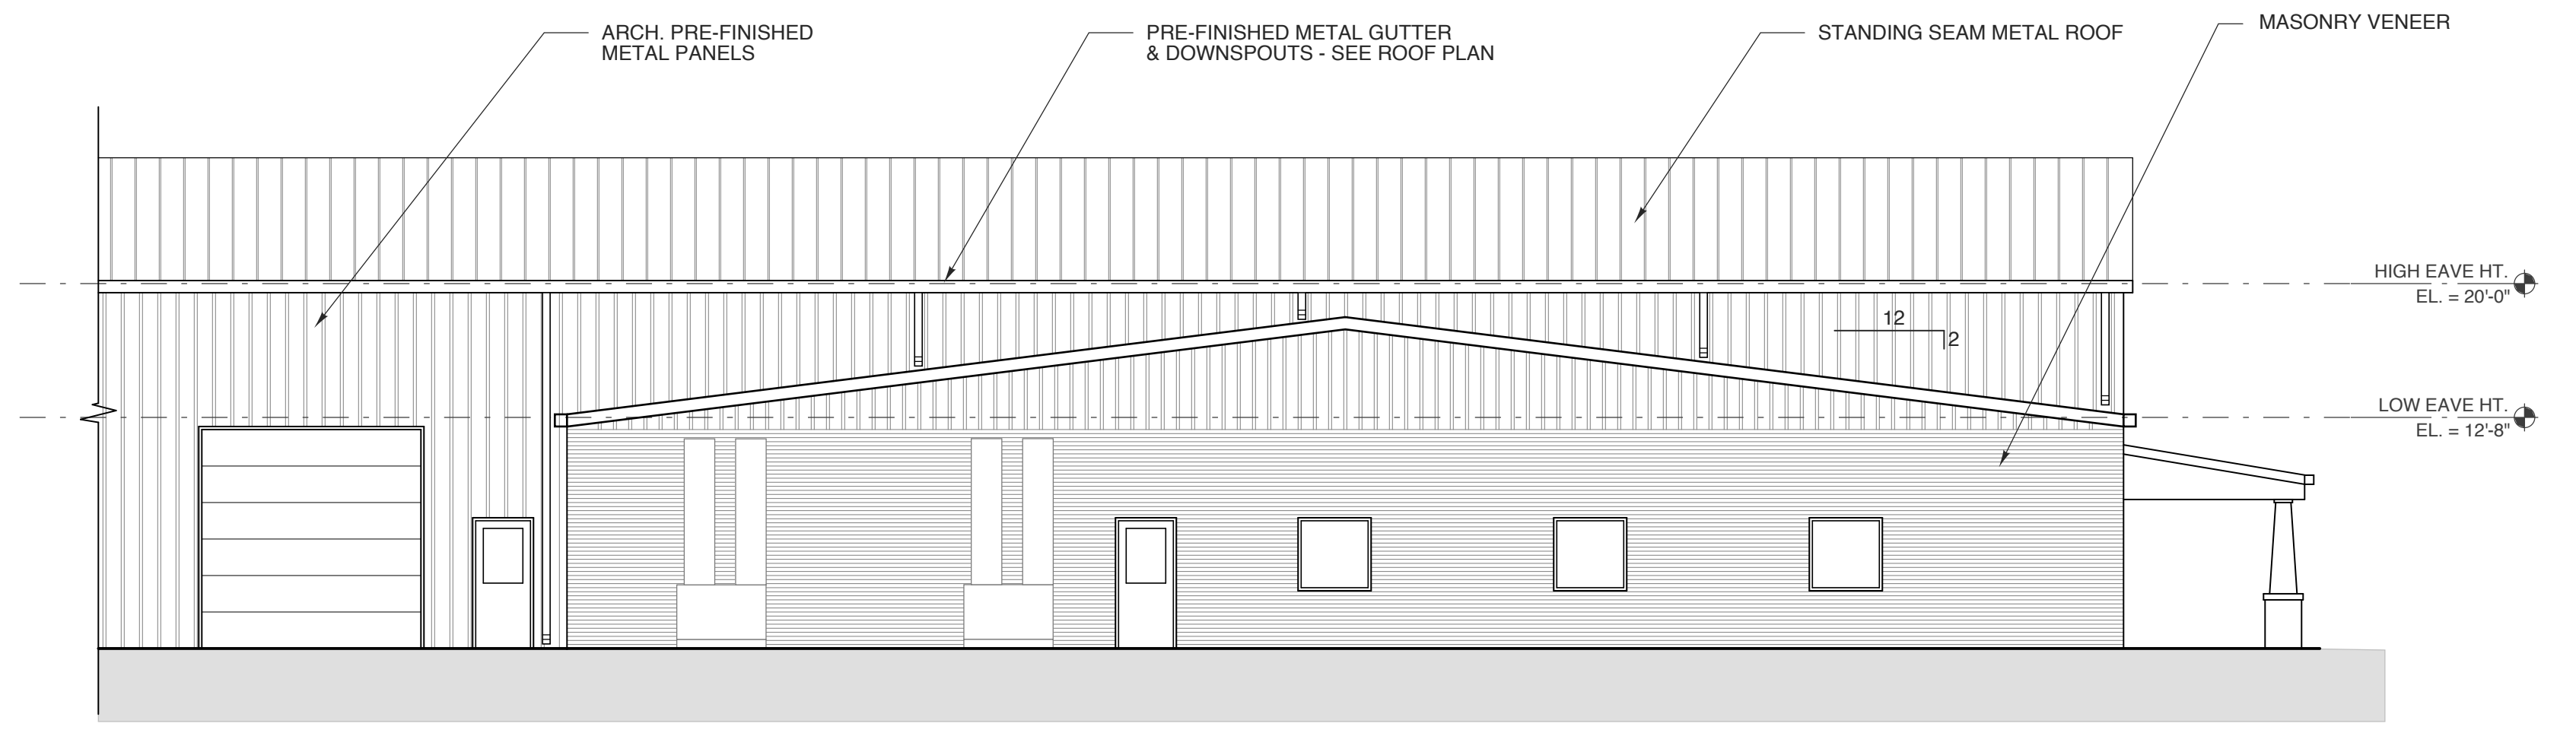 ARCH. PRE-FINISHED
METAL PANELS
PRE-FINISHED METAL GUTTER
& DOWNSPOUTS - SEE ROOF PLAN
STANDING SEAM METAL ROOF
MASONRY VENEER
HIGH EAVE HT.
EL. = 20'-0"
12
2
LOW EAVE HT.
EL. = 12'-8"